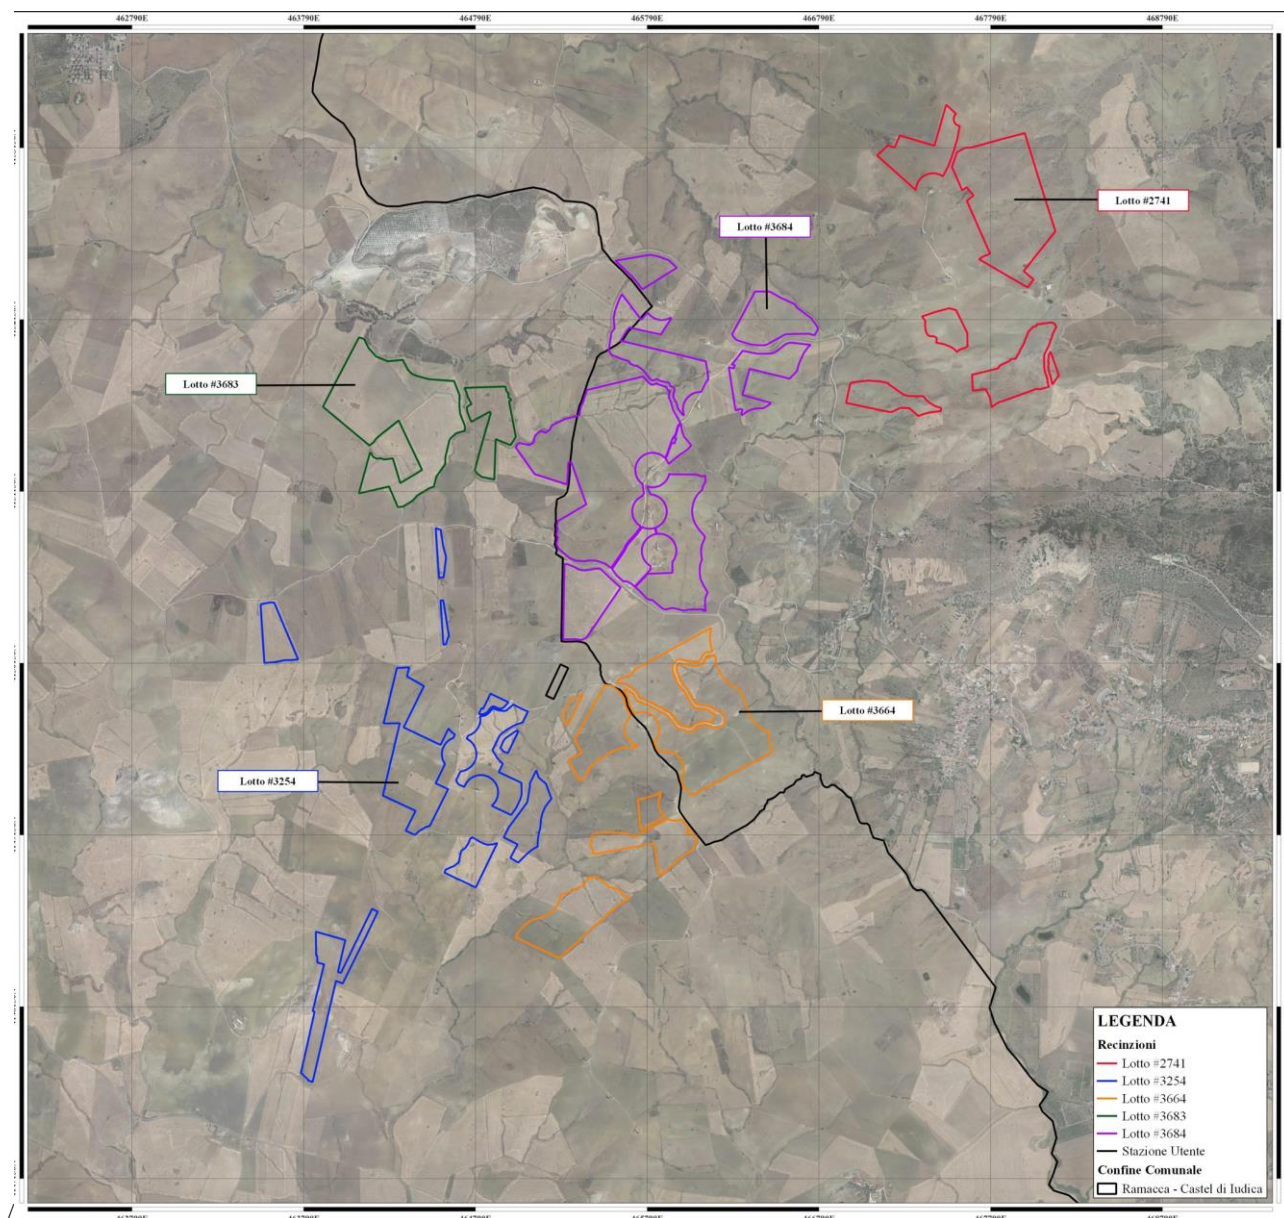 462790E 463790E 464790E 465790E 466790E 467790E 468790E
Lotto #2741
Lotto #3684
Lotto #3683
Lotto #3664
Lotto #3254
LEGENDA
Recinzioni
Lotto #2741
Lotto #3254
Lotto #3664
Lotto #3683
Lotto #3684
Stazione Utente
Confine Comunale
Ramacca - Castel di Iudica